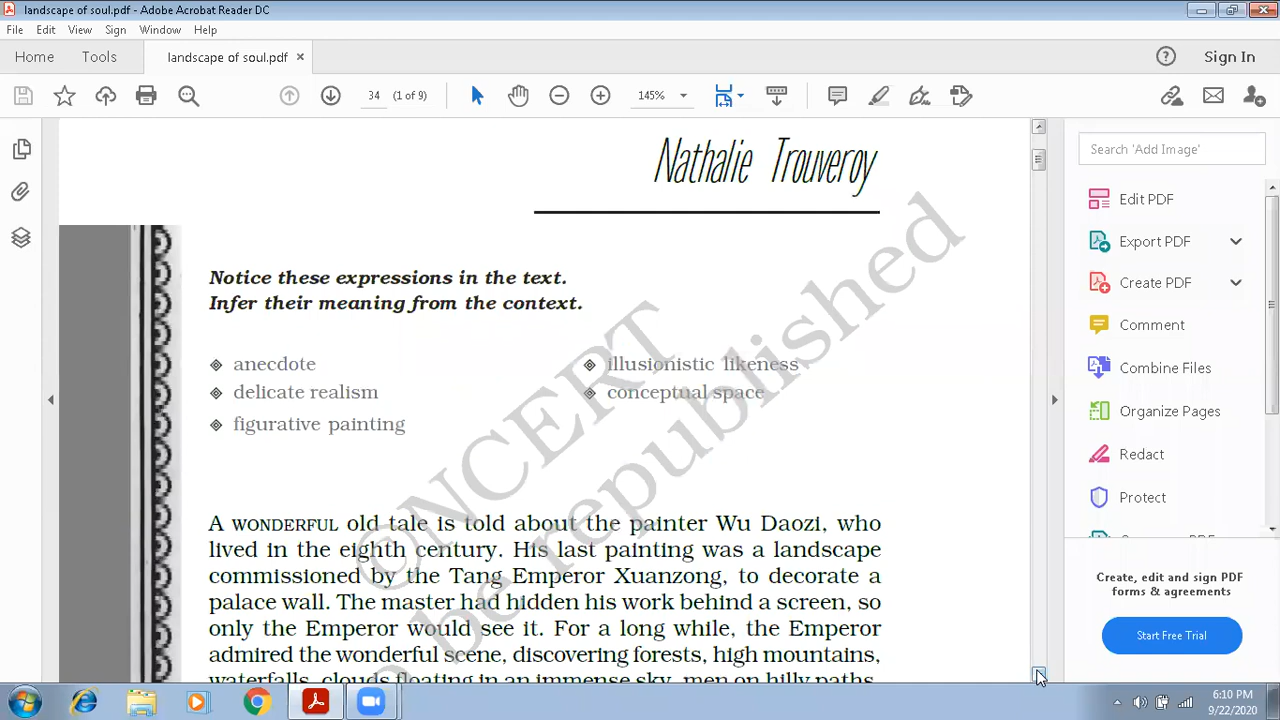 landscape of soul.pdf - Adobe Acrobat Reader DC
File Edit View Sign Window Help
Home Tools landscape of soul.pdf × Sign In
34 (1 of 9) 145%
Nathalie Trouveroy
Search 'Add Image'
Edit PDF
Export PDF
Create PDF
Comment
Combine Files
Organize Pages
Redact
Protect
Create, edit and sign PDF
forms & agreements
Start Free Trial
Notice these expressions in the text.
Infer their meaning from the context.
anecdote
illusionistic likeness
delicate realism
conceptual space
figurative painting
A WONDERFUL old tale is told about the painter Wu Daozi, who
lived in the eighth century. His last painting was a landscape
commissioned by the Tang Emperor Xuanzong, to decorate a
palace wall. The master had hidden his work behind a screen, so
only the Emperor would see it. For a long while, the Emperor
admired the wonderful scene, discovering forests, high mountains,
waterfalls, clouds floating in an immense sky, men on hilly paths,
©NCERT
o be republished
6:10 PM
9/22/2020